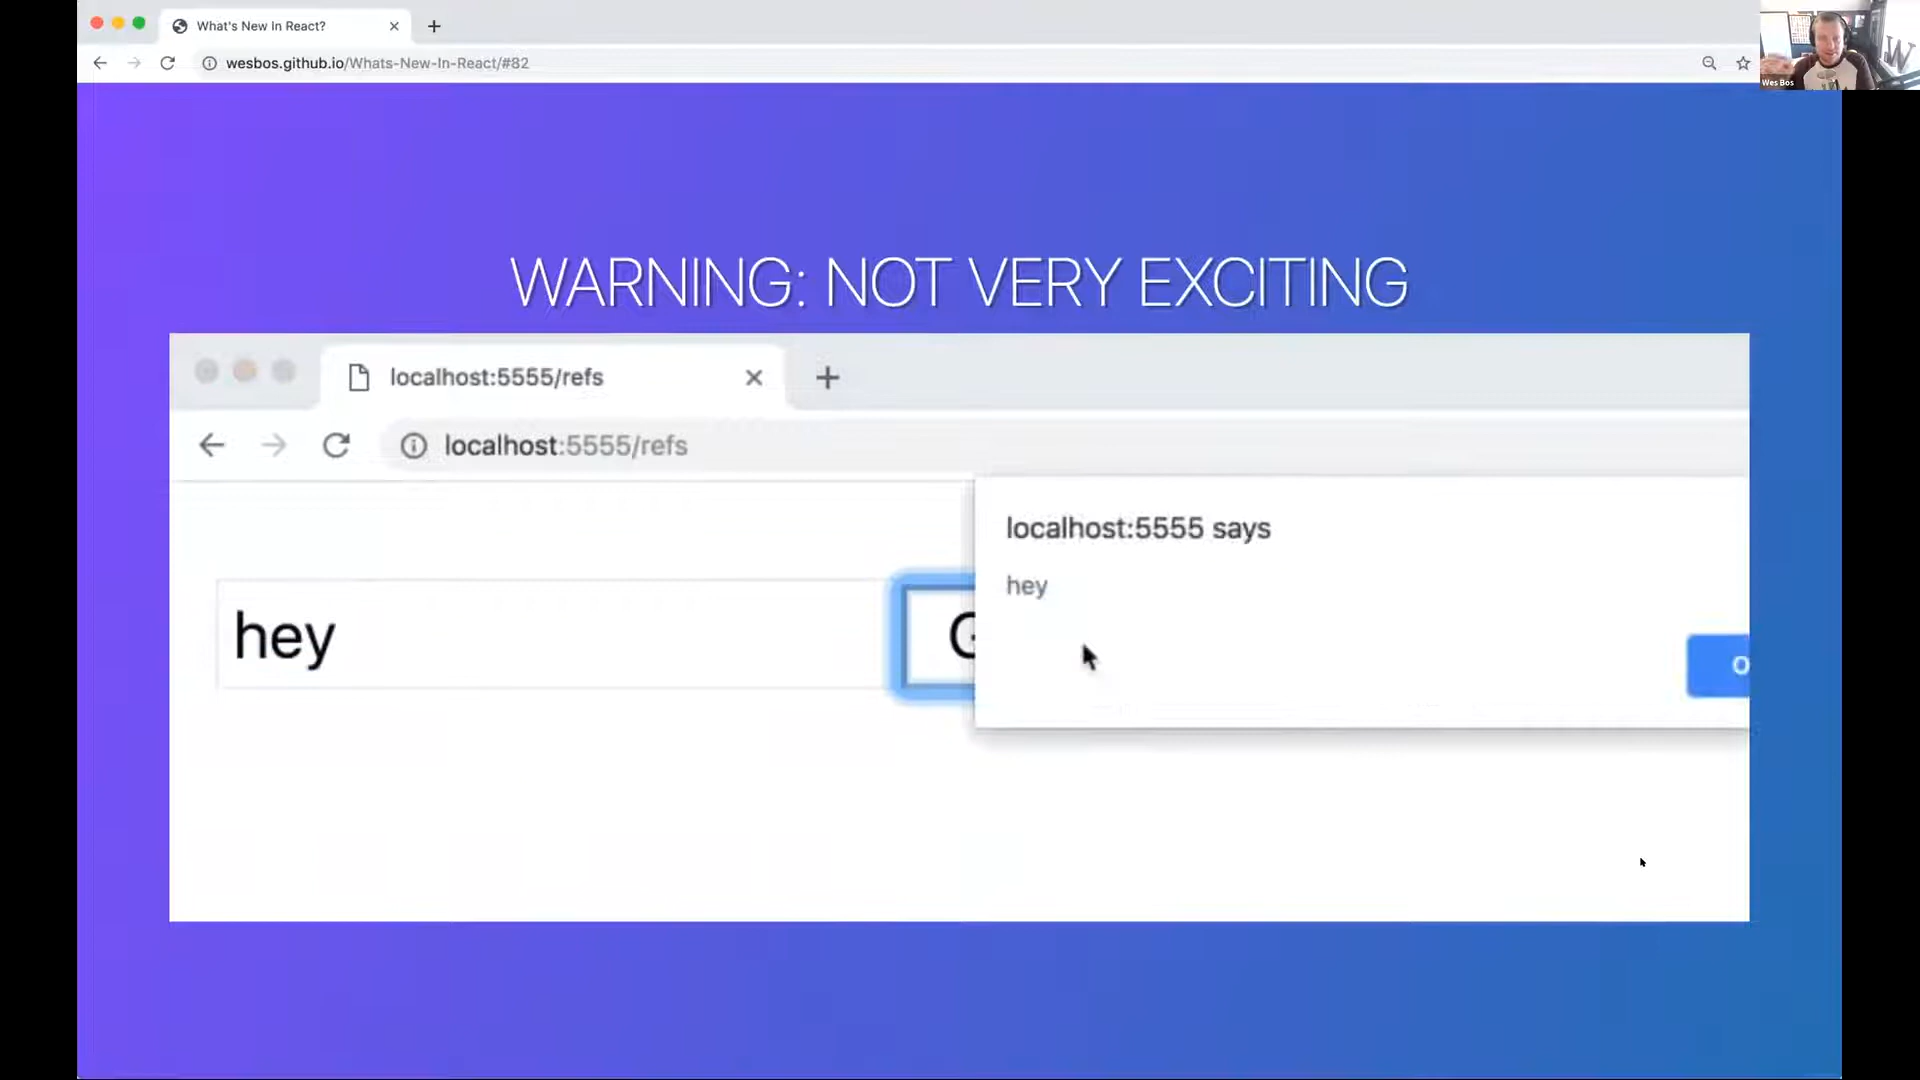 What's New In React?
wesbos.github.io/Whats-New-In-React/#82
Wes Bos
WARNING: NOT VERY EXCITING
localhost:5555/refs
localhost:5555/refs
localhost:5555 says
hey
hey
G
O